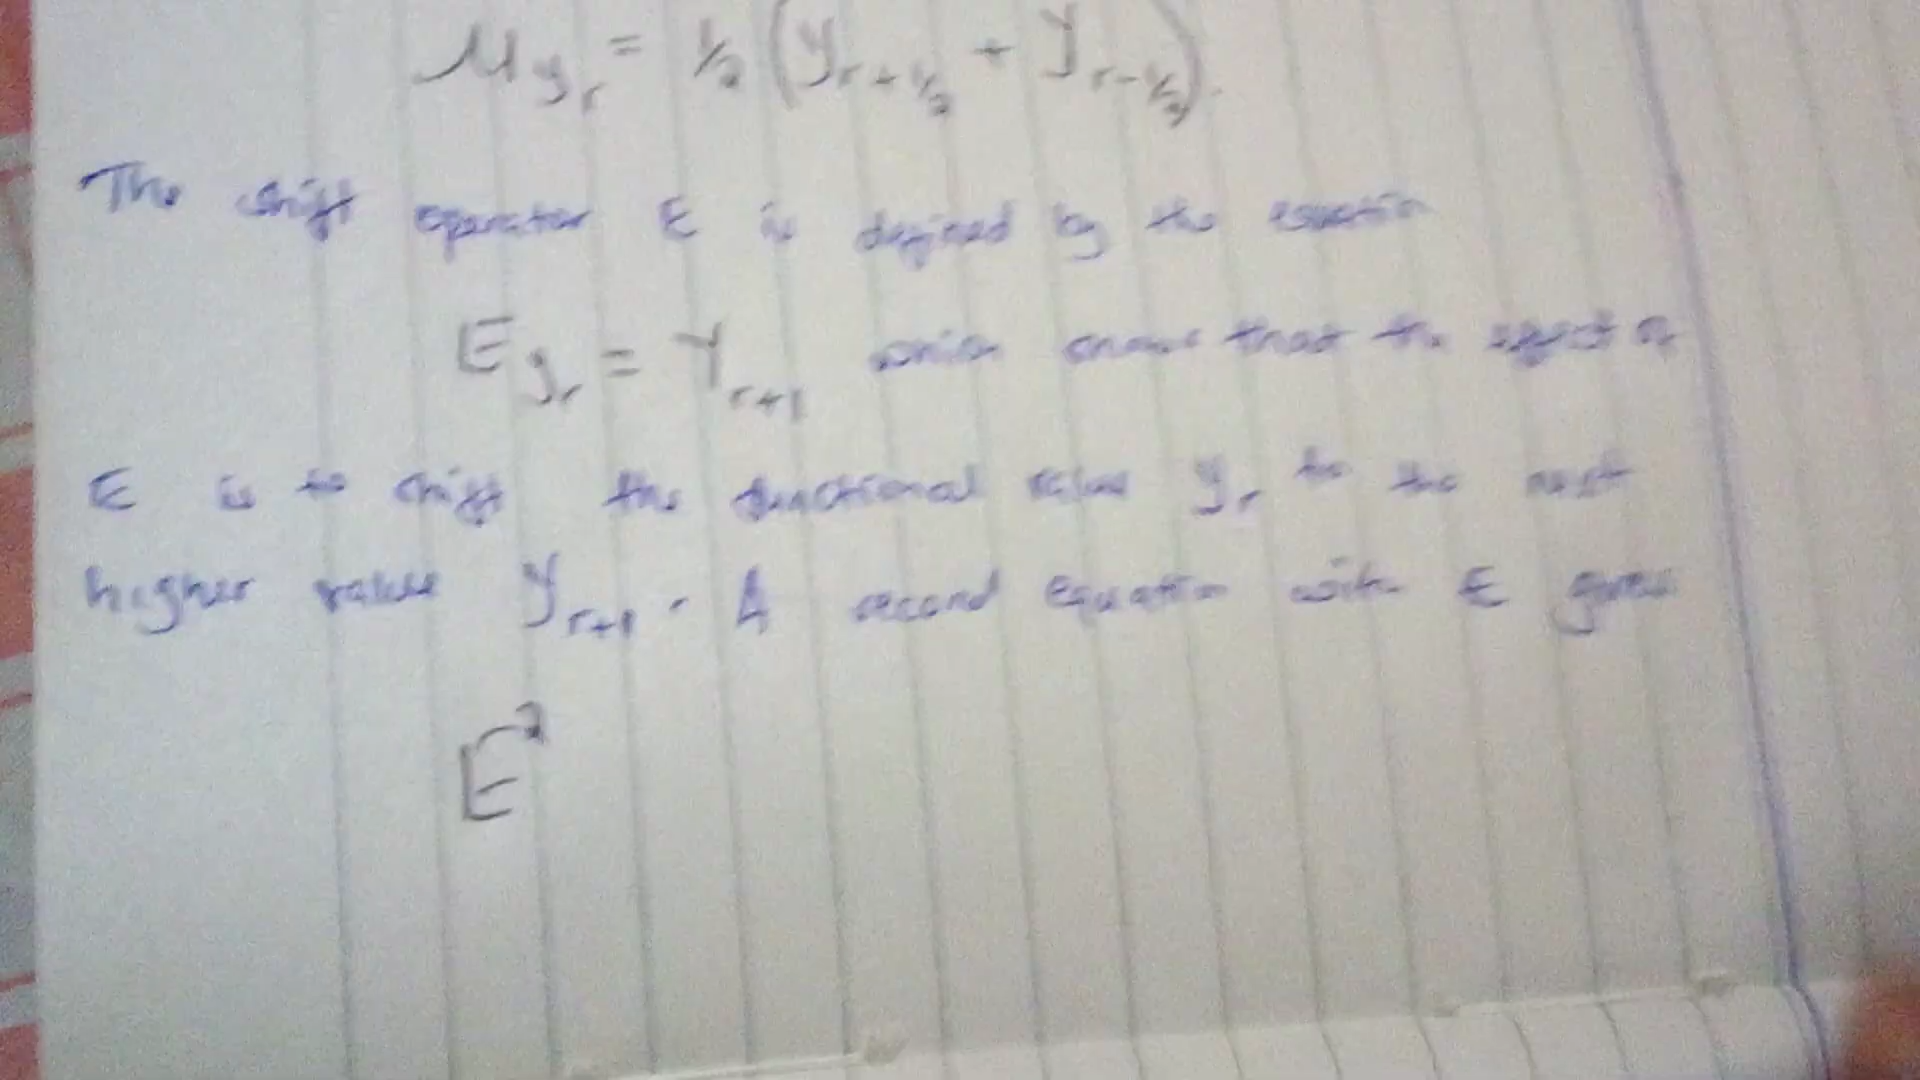 μy_r = 1/2 (y_{r+1/2} + y_{r-1/2}).
The shift operator E is defined by the equation
E y_r = y_{r+1} which shows that the effect of
E is to shift the functional value y_r to the next
higher value y_{r+1}. A second equation with E gives
E^2